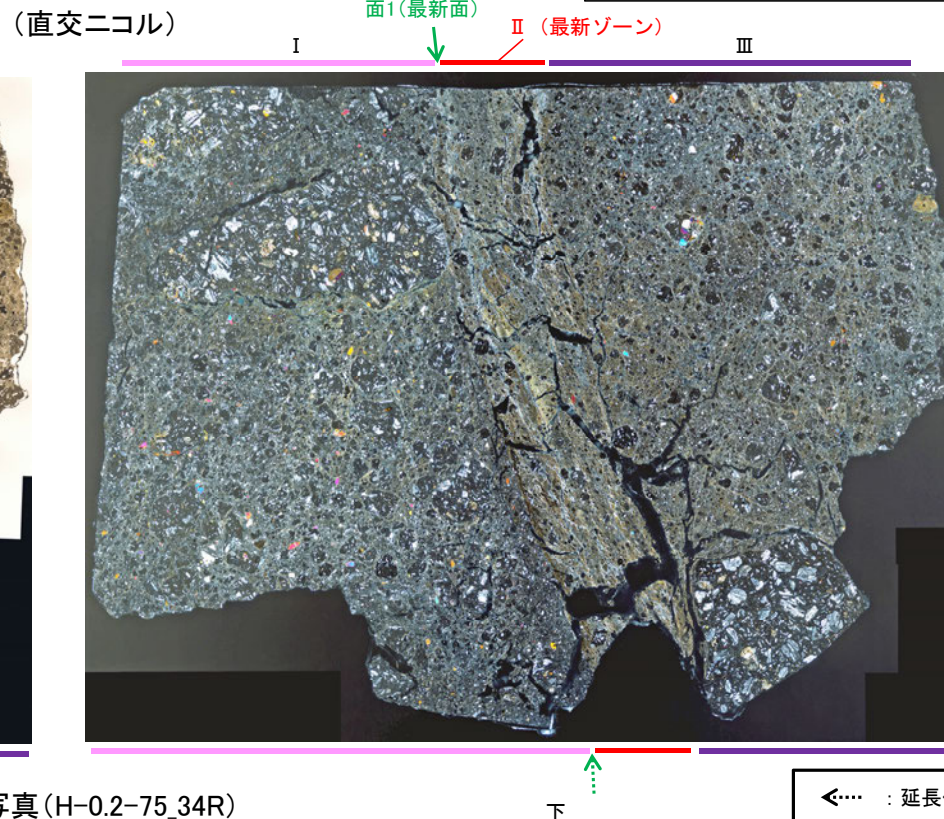 面1(最新面)
(直交ニコル)
Ⅱ (最新ゾーン)
Ⅰ
Ⅲ
写真(H-0.2-75_34R)
下
: 延長